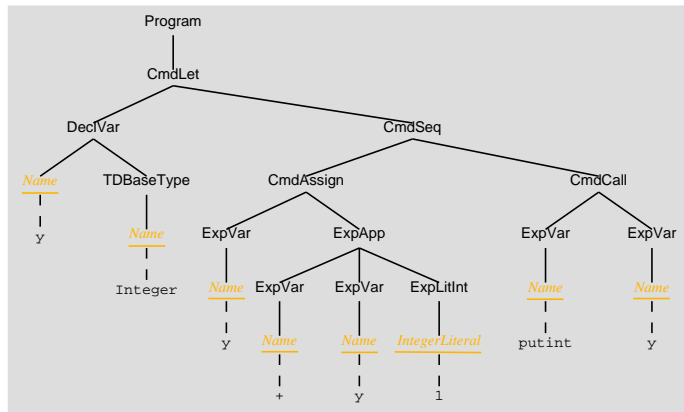 Program
CmdLet
DeclVar CmdSeq
Name TDBaseType CmdAssign CmdCall
y Name ExpVar ExpApp ExpVar ExpVar
Integer Name ExpVar ExpVar ExpLitInt Name Name
y Name Name IntegerLiteral putint y
+ y 1